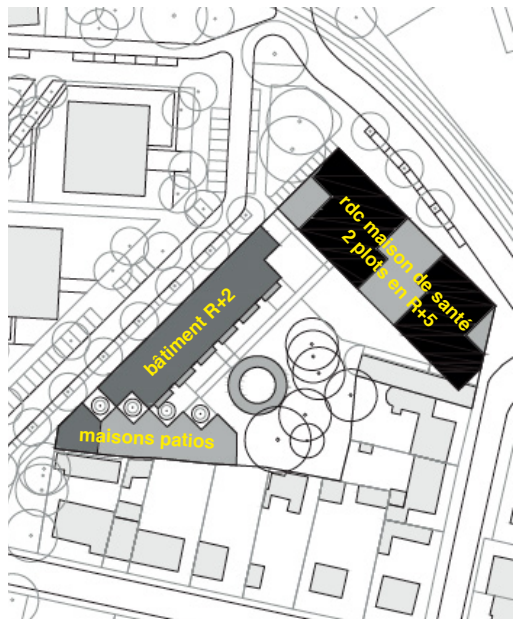 rdc maison de santé
2 plots en R+5
bâtiment R+2
maisons patios